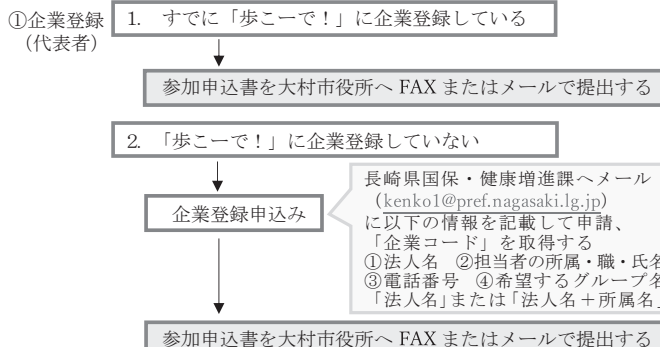 ①企業登録
（代表者）
1.　すでに「歩こーで！」に企業登録している
参加申込書を大村市役所へ FAX またはメールで提出する
2.　「歩こーで！」に企業登録していない
企業登録申込み
長崎県国保・健康増進課へメール
（kenko1@pref.nagasaki.lg.jp）
に以下の情報を記載して申請、
「企業コード」を取得する
①法人名　②担当者の所属・職・氏名
③電話番号　④希望するグループ名
「法人名」または「法人名＋所属名」
参加申込書を大村市役所へ FAX またはメールで提出する